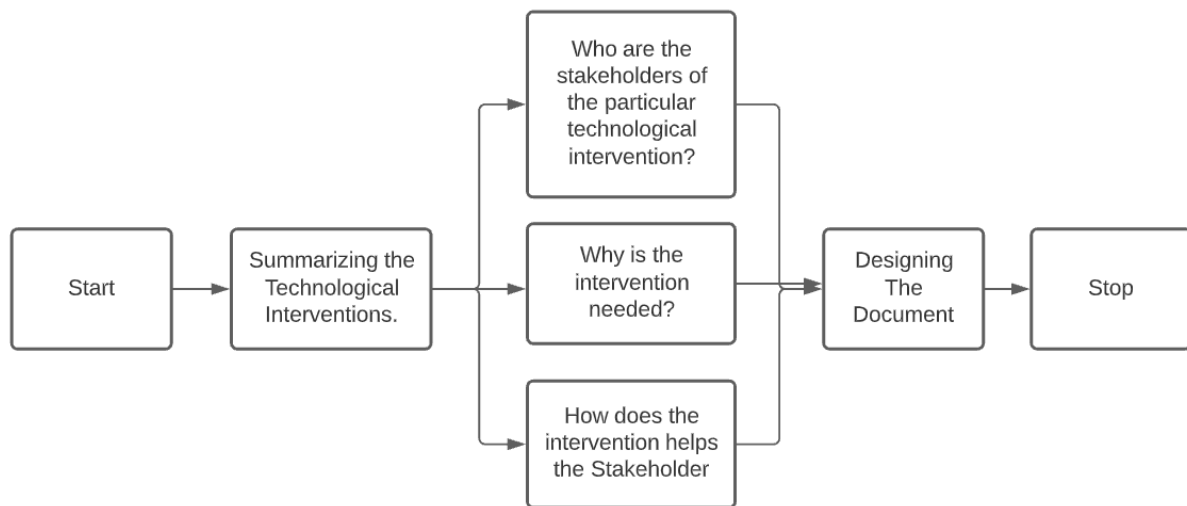 Start
Summarizing the
Technological
Interventions.
Who are the
stakeholders of
the particular
technological
intervention?
Why is the
intervention
needed?
How does the
intervention helps
the Stakeholder
Designing
The
Document
Stop